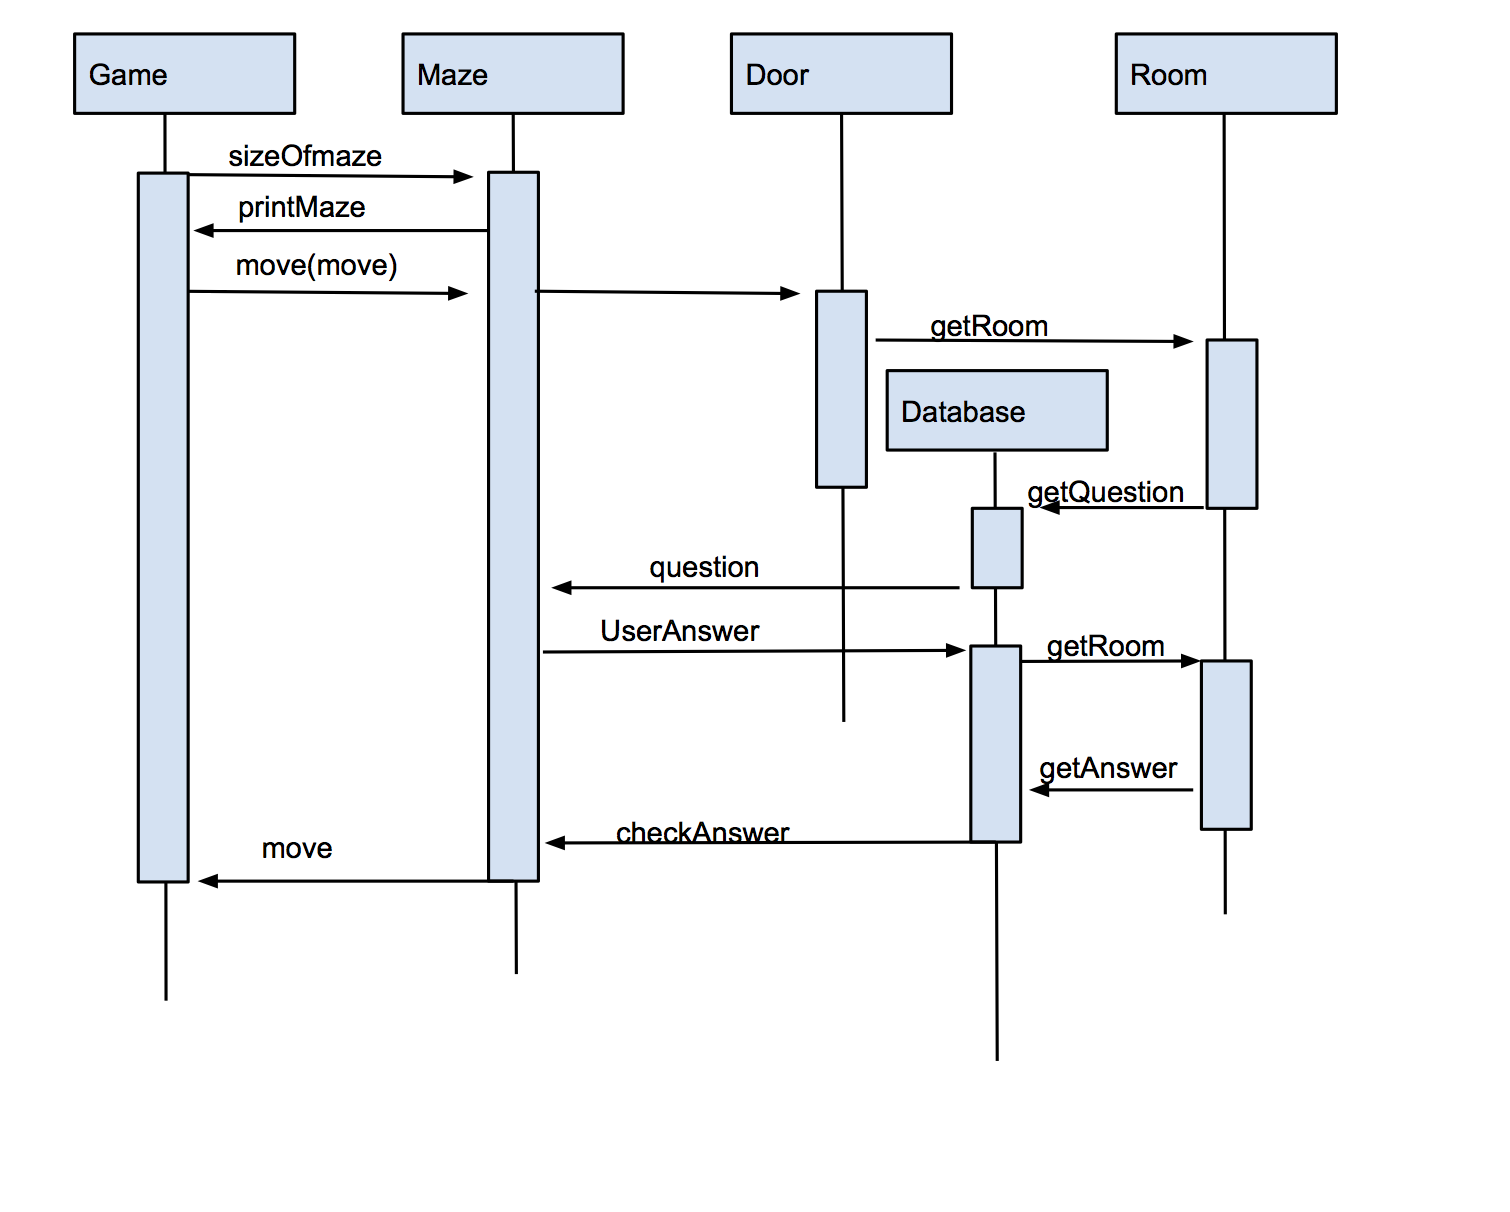 Game
Maze
Door
Room
sizeOfmaze
printMaze
move(move)
getRoom
Database
getQuestion
question
UserAnswer
getRoom
getAnswer
checkAnswer
move